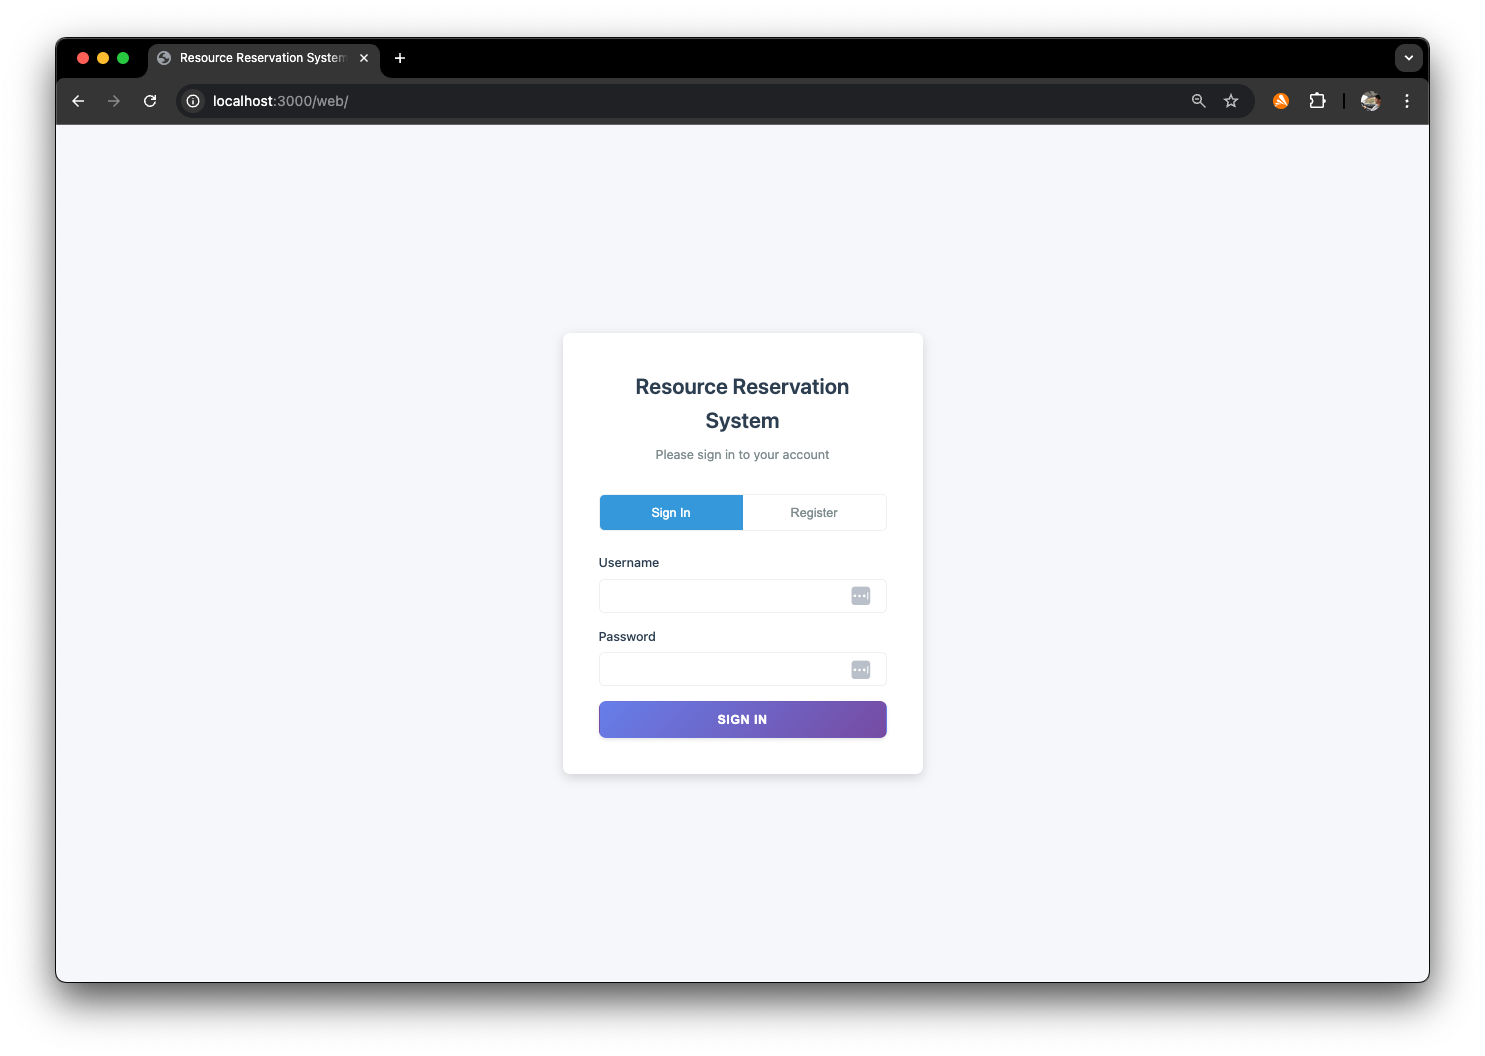 Resource Reservation System
localhost:3000/web/
Resource Reservation
System
Please sign in to your account
Sign In
Register
Username
Password
SIGN IN